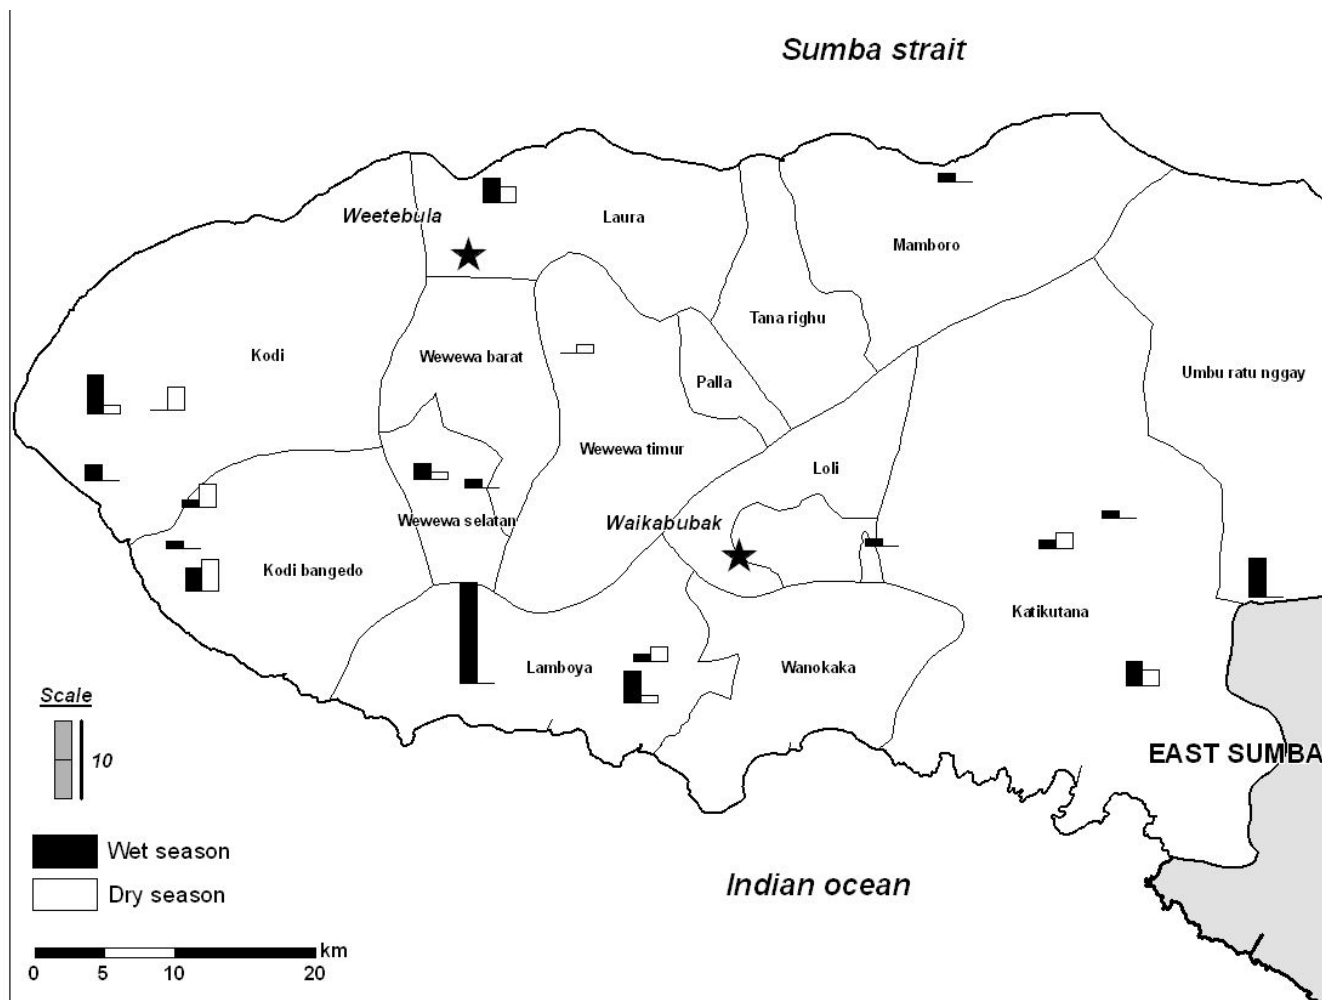 Sumba strait
Weetebula
Laura
Mamboro
Tana righu
Kodi
Wewewa barat
Umbu ratu nggay
Palla
Wewewa timur
Loli
Wewewa selatan
Waikabubak
Kodi bangedo
Katikutana
Lamboya
Wanokaka
Scale
10
EAST SUMBA
Wet season
Dry season
Indian ocean
km
0 5 10 20